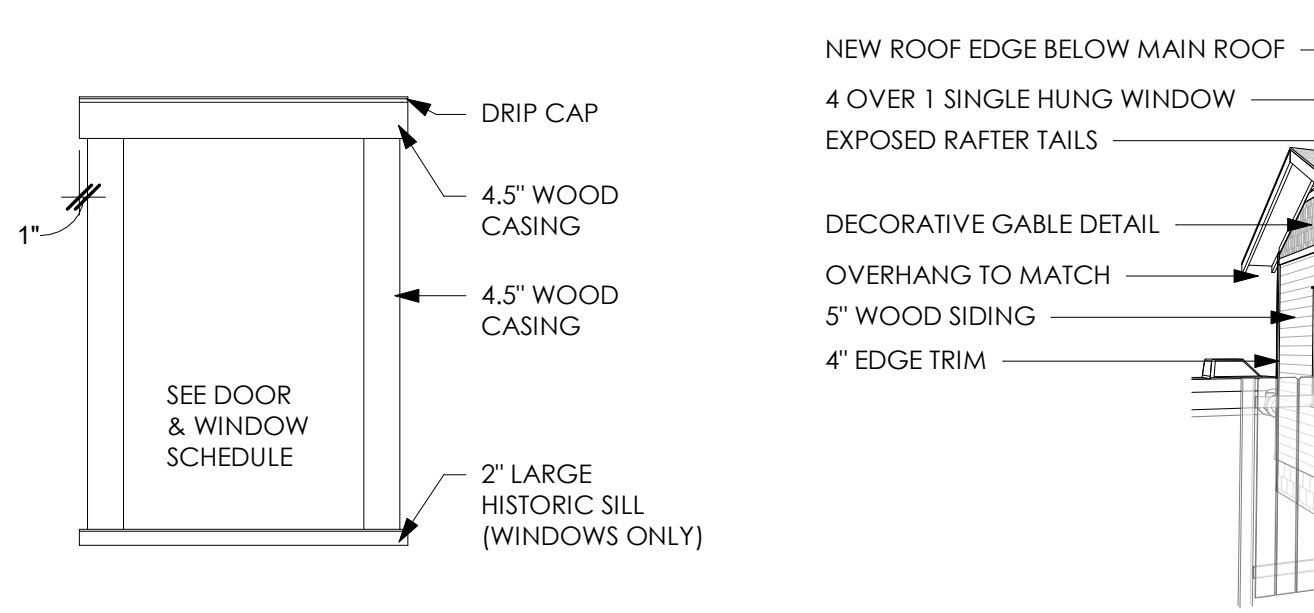 DRIP CAP
4.5" WOOD
CASING
4.5" WOOD
CASING
1"
SEE DOOR
& WINDOW
SCHEDULE
2" LARGE
HISTORIC SILL
(WINDOWS ONLY)
NEW ROOF EDGE BELOW MAIN ROOF
4 OVER 1 SINGLE HUNG WINDOW
EXPOSED RAFTER TAILS
DECORATIVE GABLE DETAIL
OVERHANG TO MATCH
5" WOOD SIDING
4" EDGE TRIM